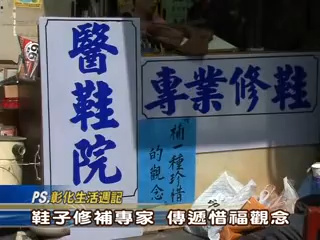 醫鞋院
專業修鞋
補一種珍惜
的觀念
PS.彰化生活週記
鞋子修補專家 傳遞惜福觀念